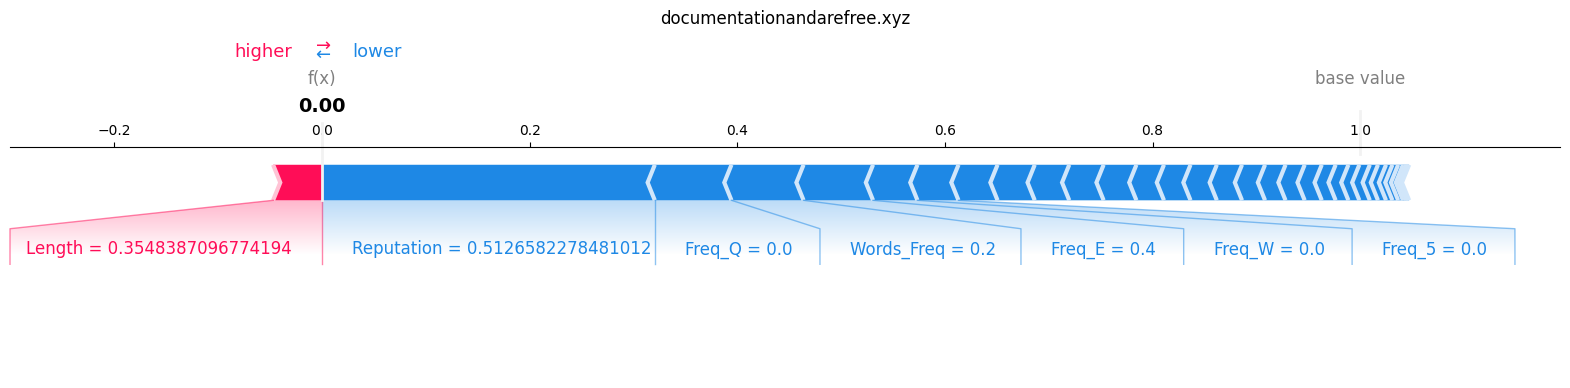 documentationandarefree.xyz
higher ⇄ lower
f(x) base value
0.00
−0.2 0.0 0.2 0.4 0.6 0.8 1.0
Length = 0.3548387096774194 Reputation = 0.5126582278481012 Freq_Q = 0.0 Words_Freq = 0.2 Freq_E = 0.4 Freq_W = 0.0 Freq_5 = 0.0